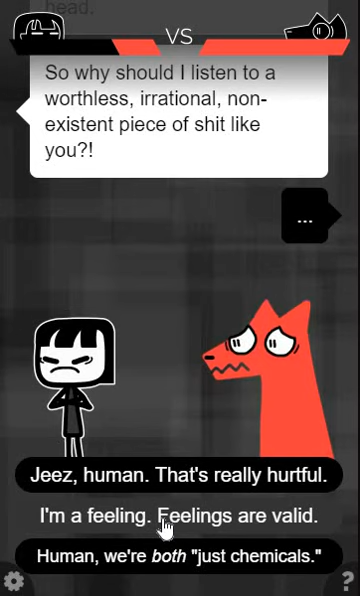 head.
VS
So why should I listen to a
worthless, irrational, non-
existent piece of shit like
you?!
...
Jeez, human. That's really hurtful.
I'm a feeling. Feelings are valid.
Human, we're both "just chemicals."
?